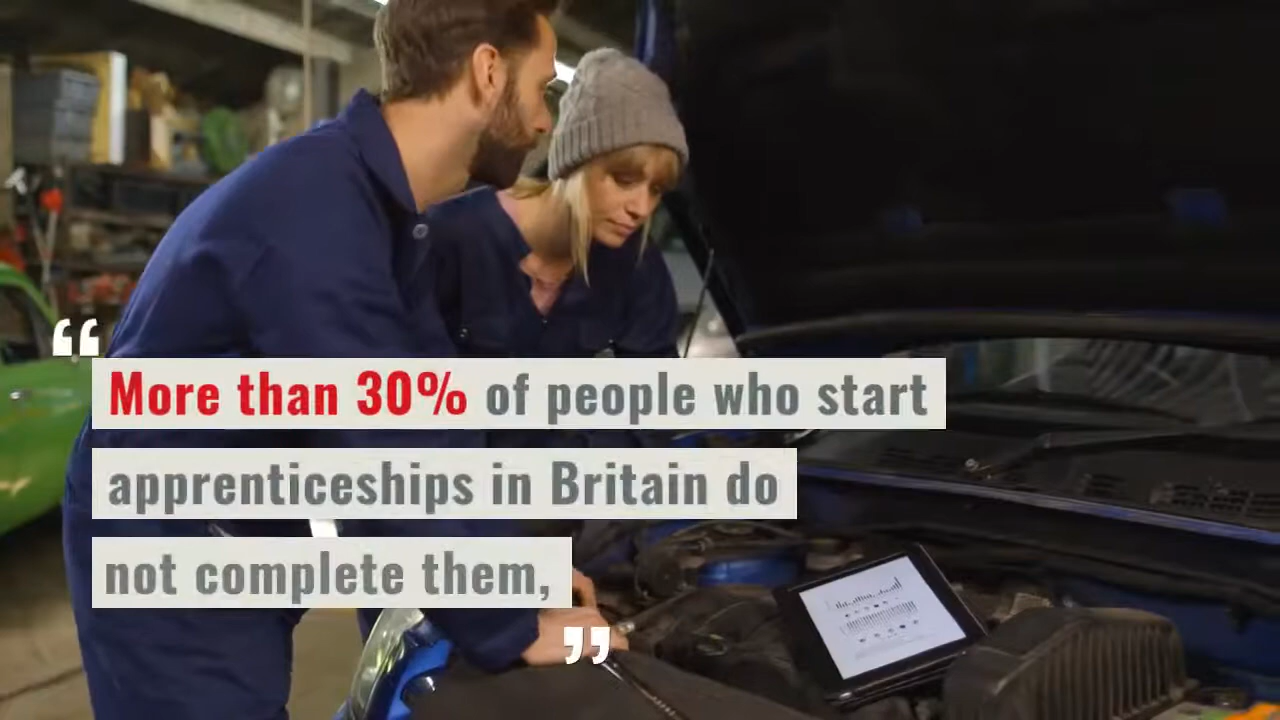 “
More than 30% of people who start
apprenticeships in Britain do
not complete them,
”